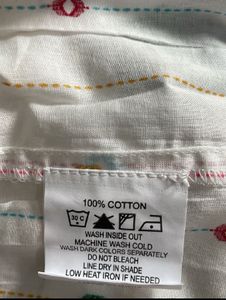 100% COTTON
30 C
WASH INSIDE OUT
MACHINE WASH COLD
WASH DARK COLORS SEPARATELY
DO NOT BLEACH
LINE DRY IN SHADE
LOW HEAT IRON IF NEEDED